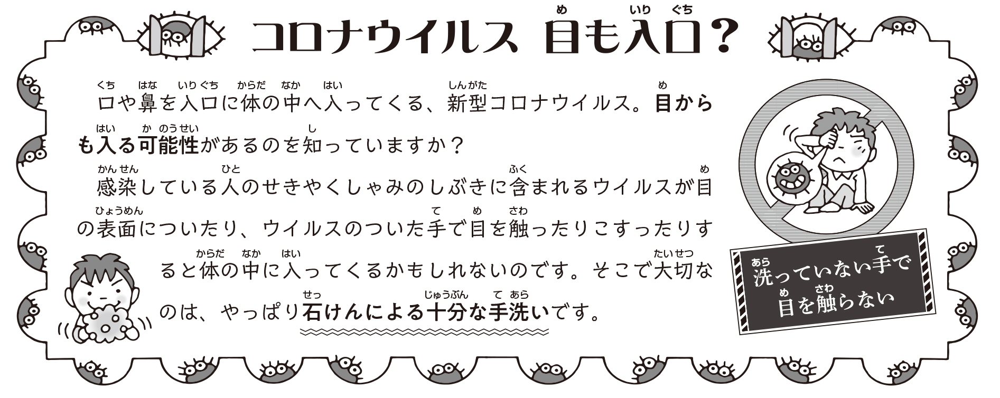 コロナウイルス 目も入口？
口や鼻を入口に体の中へ入ってくる、新型コロナウイルス。目から
も入る可能性があるのを知っていますか？
感染している人のせきやくしゃみのしぶきに含まれるウイルスが目
の表面についたり、ウイルスのついた手で目を触ったりこすったりす
ると体の中に入ってくるかもしれないのです。そこで大切な
のは、やっぱり石けんによる十分な手洗いです。
洗っていない手で
目を触らない